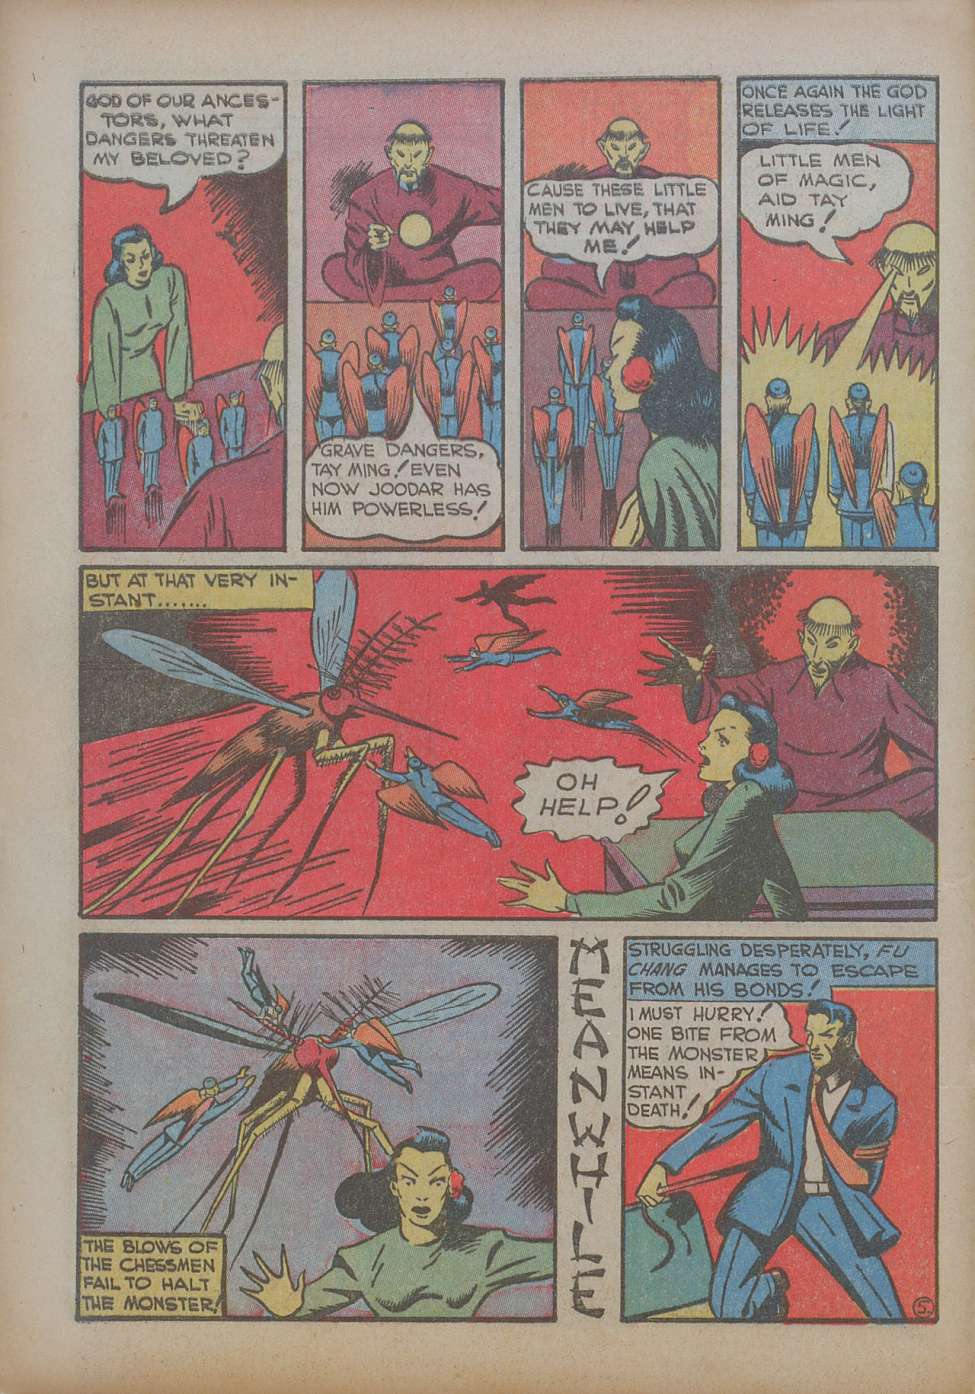 GOD OF OUR ANCES-
TORS, WHAT
DANGERS THREATEN
MY BELOVED?
GRAVE DANGERS,
TAY MING! EVEN
NOW JOODAR HAS
HIM POWERLESS!
CAUSE THESE LITTLE
MEN TO LIVE, THAT
THEY MAY HELP
ME!
ONCE AGAIN THE GOD
RELEASES THE LIGHT
OF LIFE!
LITTLE MEN
OF MAGIC,
AID TAY
MING!
BUT AT THAT VERY IN-
STANT.......
OH
HELP!
THE BLOWS OF
THE CHESSMEN
FAIL TO HALT
THE MONSTER!
MEANWHILE
STRUGGLING DESPERATELY, FU
CHANG MANAGES TO ESCAPE
FROM HIS BONDS!
I MUST HURRY!
ONE BITE FROM
THE MONSTER
MEANS IN-
STANT
DEATH!
5.